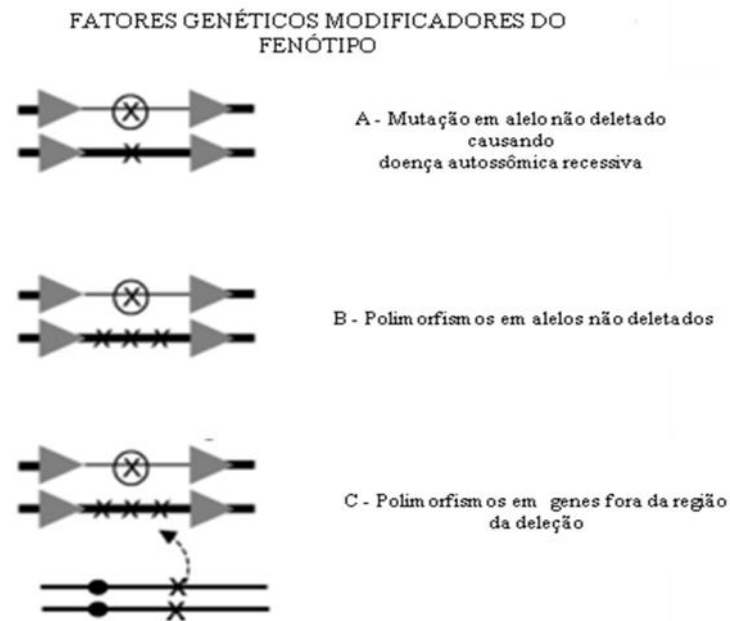 FATORES GENÉTICOS MODIFICADORES DO
FENÓTIPO
A - Mutação em alelo não deletado
causando
doença autossômica recessiva
B - Polimorfismos em alelos não deletados
C - Polimorfismos em genes fora da região
da deleção